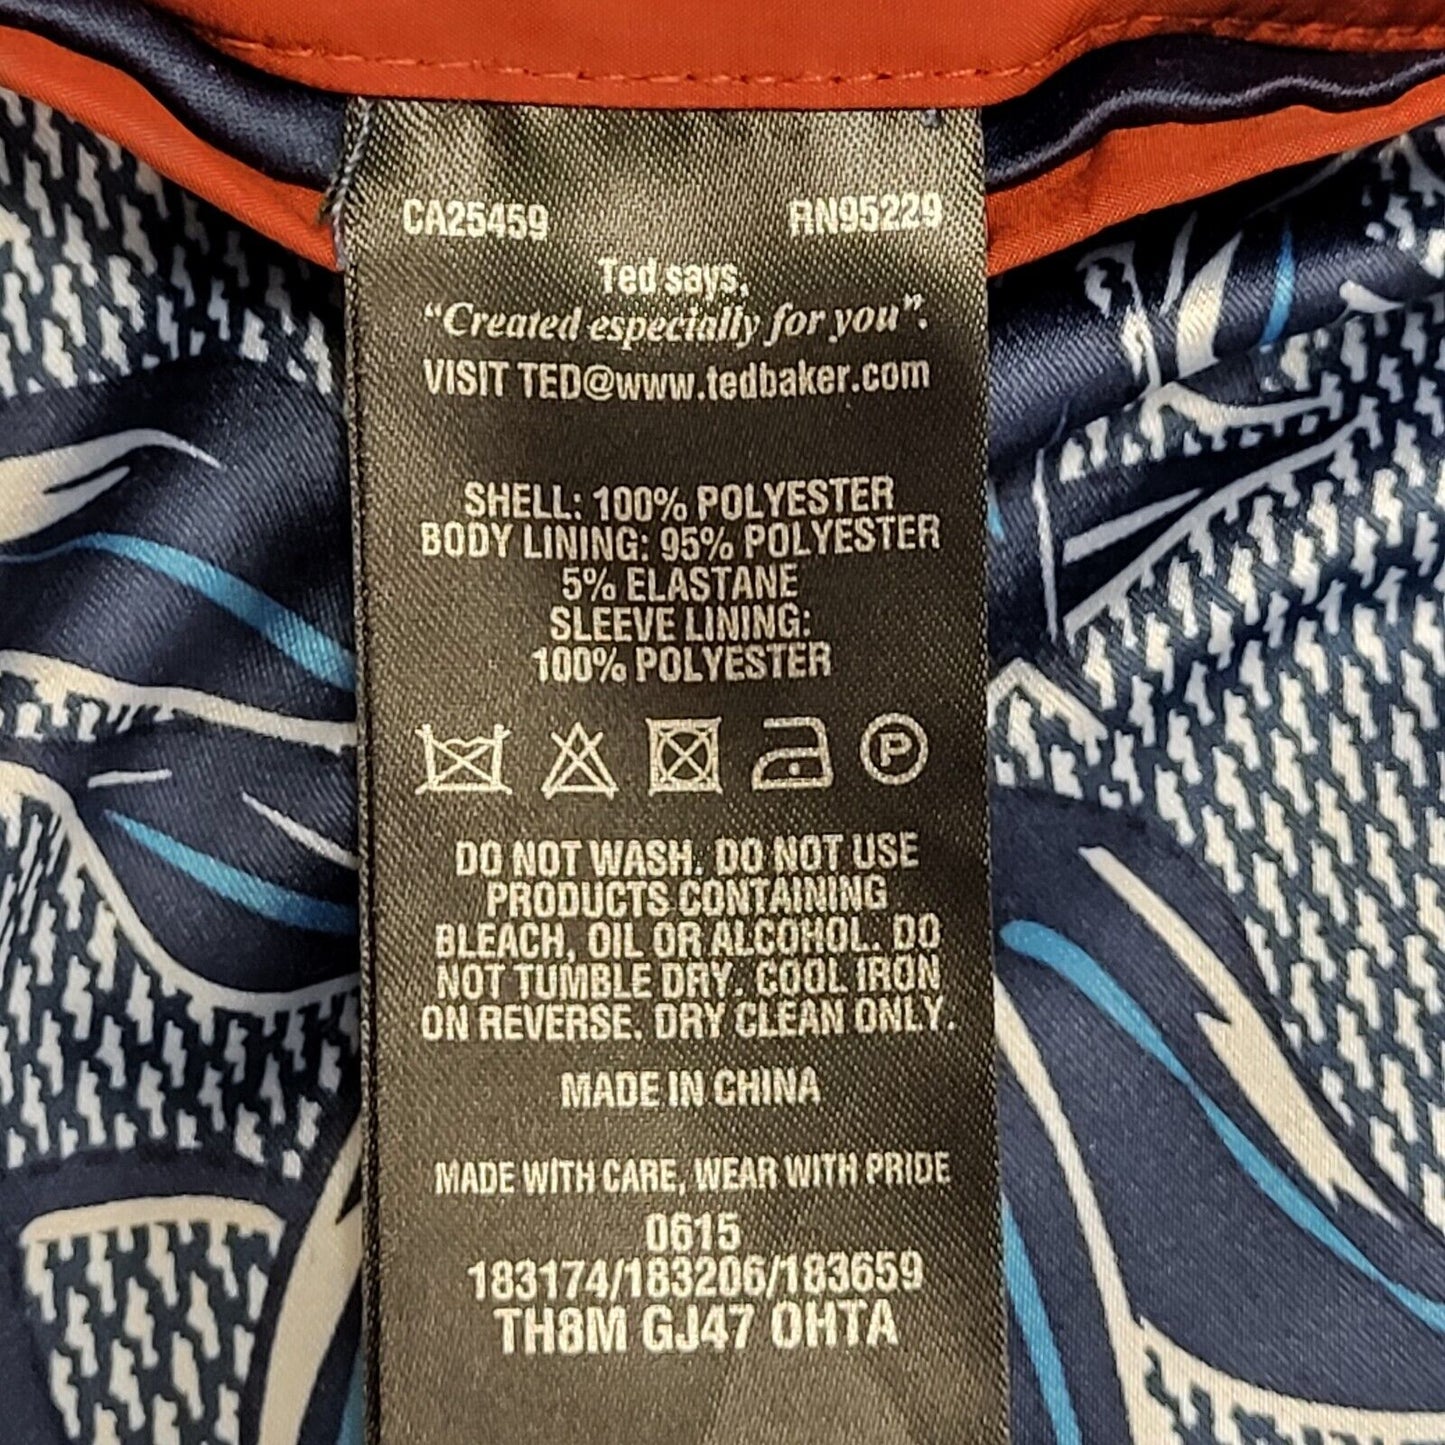 CA25459 RN95229
Ted says,
“Created especially for you”.
VISIT TED@www.tedbaker.com
SHELL: 100% POLYESTER
BODY LINING: 95% POLYESTER
5% ELASTANE
SLEEVE LINING:
100% POLYESTER
P
DO NOT WASH. DO NOT USE
PRODUCTS CONTAINING
BLEACH, OIL OR ALCOHOL. DO
NOT TUMBLE DRY. COOL IRON
ON REVERSE. DRY CLEAN ONLY.
MADE IN CHINA
MADE WITH CARE, WEAR WITH PRIDE
0615
183174/183206/183659
TH8M GJ47 OHTA